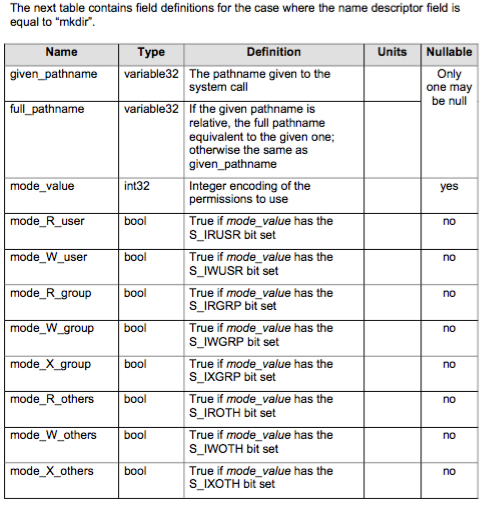 The next table contains field definitions for the case where the name descriptor field is
equal to “mkdir”.
Name Type Definition Units Nullable
given_pathname variable32 The pathname given to the Only
system call one may
be null
full_pathname variable32 If the given pathname is
relative, the full pathname
equivalent to the given one;
otherwise the same as
given_pathname
mode_value int32 Integer encoding of the yes
permissions to use
mode_R_user bool True if mode_value has the no
S_IRUSR bit set
mode_W_user bool True if mode_value has the no
S_IWUSR bit set
mode_R_group bool True if mode_value has the no
S_IRGRP bit set
mode_W_group bool True if mode_value has the no
S_IWGRP bit set
mode_X_group bool True if mode_value has the no
S_IXGRP bit set
mode_R_others bool True if mode_value has the no
S_IROTH bit set
mode_W_others bool True if mode_value has the no
S_IWOTH bit set
mode_X_others bool True if mode_value has the no
S_IXOTH bit set